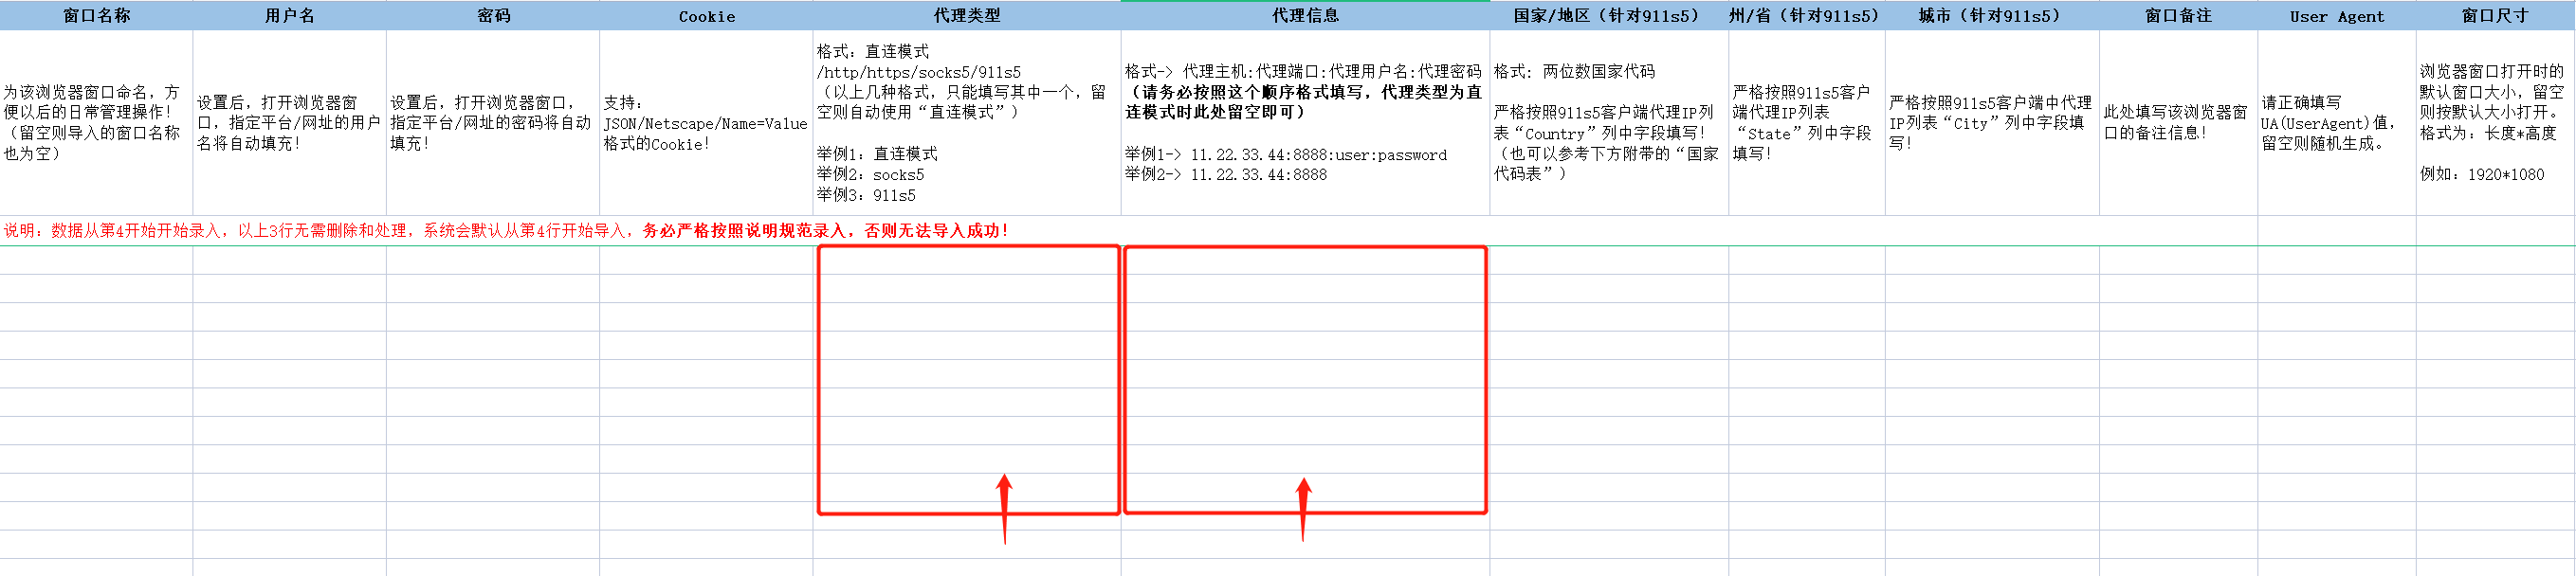 窗口名称
用户名
密码
Cookie
代理类型
代理信息
国家/地区（针对911s5）
州/省（针对911s5）
城市（针对911s5）
窗口备注
User Agent
窗口尺寸
为该浏览器窗口命名，方
便以后的日常管理操作！
（留空则导入的窗口名称
也为空）
设置后，打开浏览器窗
口，指定平台/网址的用户
名将自动填充！
设置后，打开浏览器窗口，
指定平台/网址的密码将自动
填充！
支持：
JSON/Netscape/Name=Value
格式的Cookie！
格式：直连模式
/http/https/socks5/911s5
（以上几种格式，只能填写其中一个，留
空则自动使用“直连模式”）
举例1：直连模式
举例2：socks5
举例3：911s5
格式-> 代理主机:代理端口:代理用户名:代理密码
（请务必按照这个顺序格式填写，代理类型为直
连模式时此处留空即可）
举例1-> 11.22.33.44:8888:user:password
举例2-> 11.22.33.44:8888
格式：两位数国家代码
严格按照911s5客户端代理IP列
表“Country”列中字段填写！
（也可以参考下方附带的“国家
代码表”）
严格按照911s5客户
端代理IP列表
“State”列中字段
填写！
严格按照911s5客户端中代理
IP列表“City”列中字段填
写！
此处填写该浏览器窗
口的备注信息！
请正确填写
UA(UserAgent)值，
留空则随机生成。
浏览器窗口打开时的
默认窗口大小，留空
则按默认大小打开。
格式为：长度*高度
例如：1920*1080
说明：数据从第4开始开始录入，以上3行无需删除和处理，系统会默认从第4行开始导入，务必严格按照说明规范录入，否则无法导入成功！